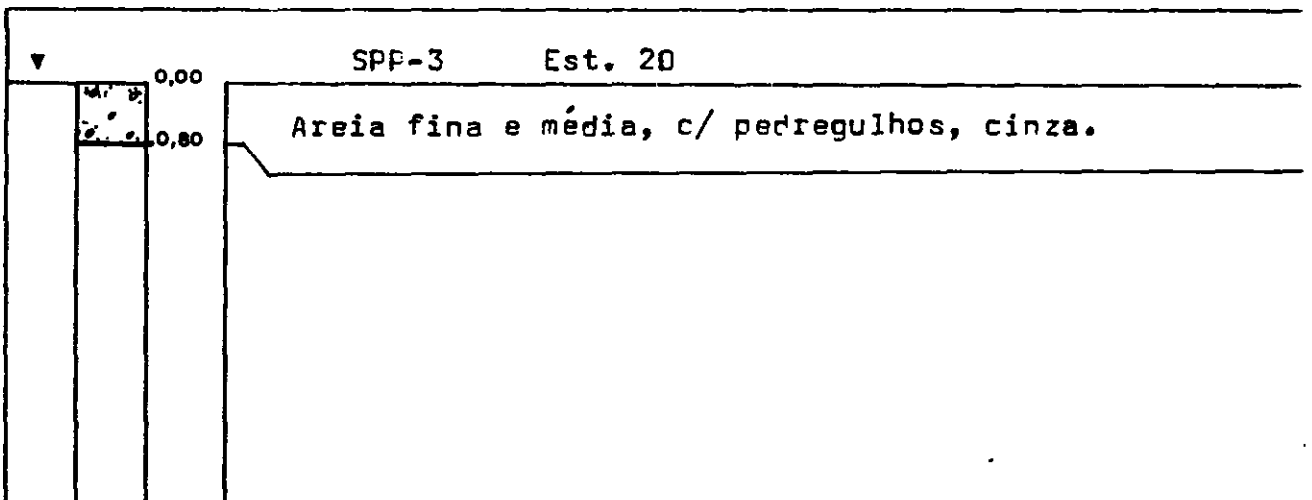 SPP-3 Est. 20
0,00
Areia fina e média, c/ pedregulhos, cinza.
0,80